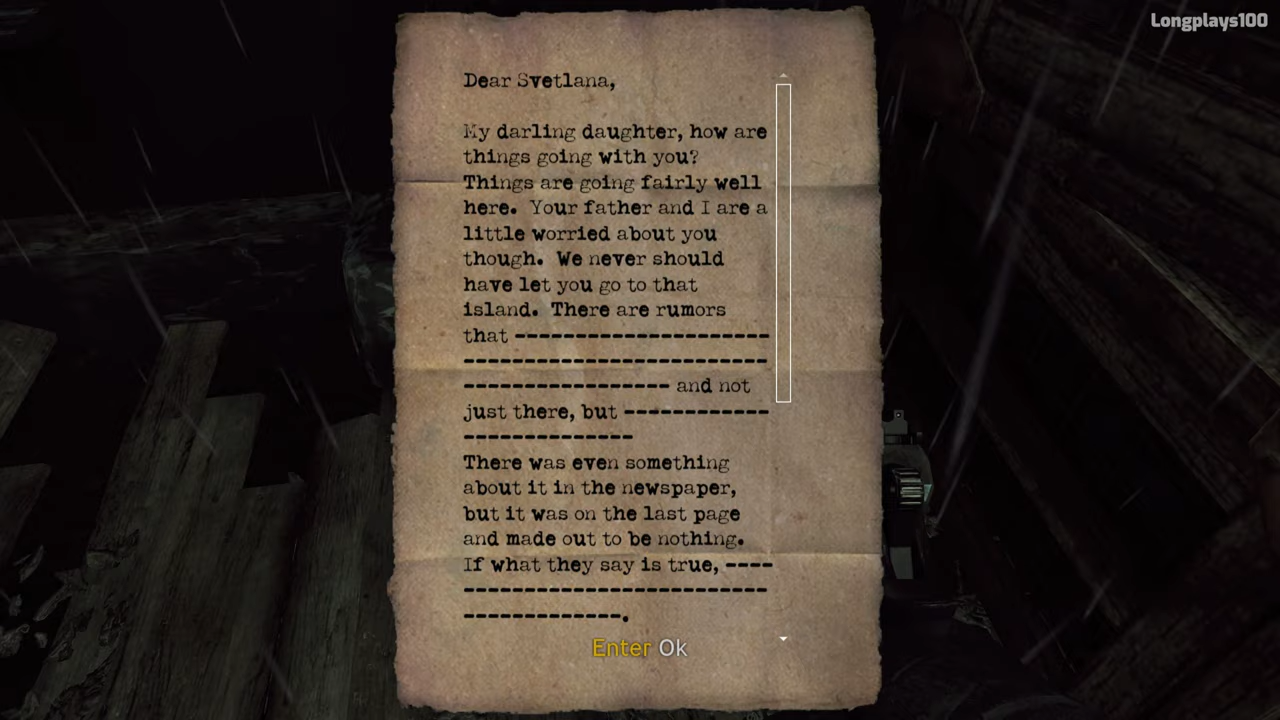 Longplays100
Dear Svetlana,
My darling daughter, how are
things going with you?
Things are going fairly well
here. Your father and I are a
little worried about you
though. We never should
have let you go to that
island. There are rumors
that -------------------------
------------------------------
-------------------- and not
just there, but --------------
-----------------
There was even something
about it in the newspaper,
but it was on the last page
and made out to be nothing.
If what they say is true, ----
------------------------------
---------------.
Enter Ok